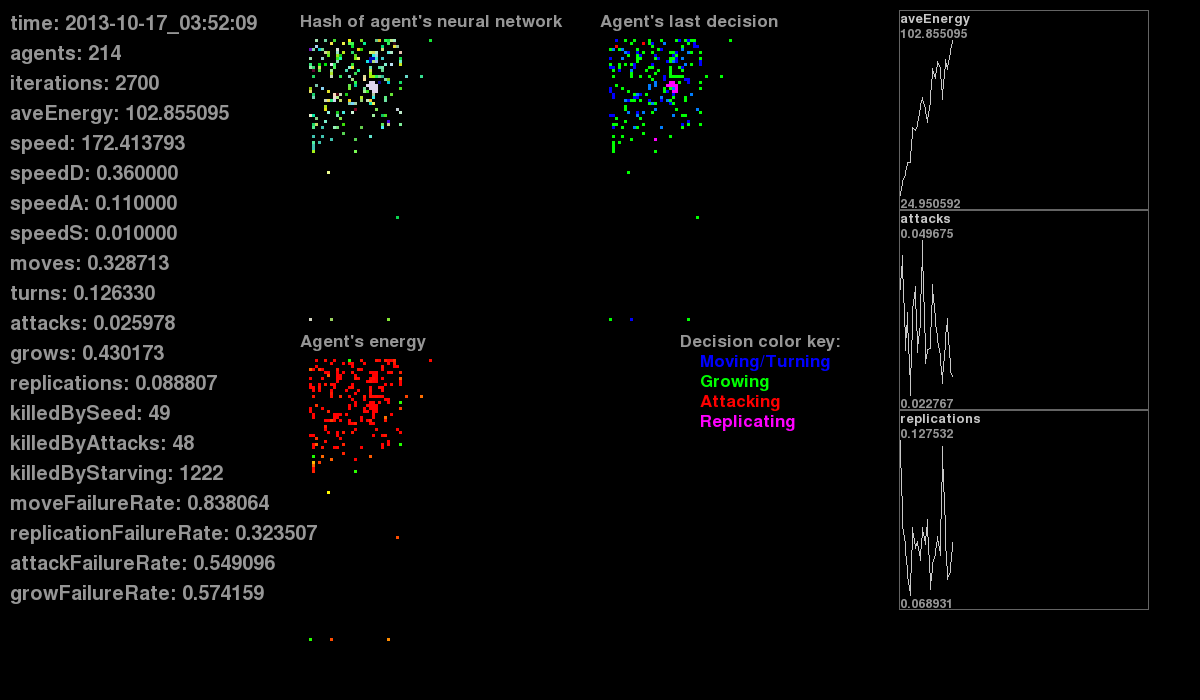 time: 2013-10-17_03:52:09
agents: 214
iterations: 2700
aveEnergy: 102.855095
speed: 172.413793
speedD: 0.360000
speedA: 0.110000
speedS: 0.010000
moves: 0.328713
turns: 0.126330
attacks: 0.025978
grows: 0.430173
replications: 0.088807
killedBySeed: 49
killedByAttacks: 48
killedByStarving: 1222
moveFailureRate: 0.838064
replicationFailureRate: 0.323507
attackFailureRate: 0.549096
growFailureRate: 0.574159
Hash of agent's neural network
Agent's last decision
Agent's energy
Decision color key:
Moving/Turning
Growing
Attacking
Replicating
aveEnergy
102.855095
24.950592
attacks
0.049675
0.022767
replications
0.127532
0.068931